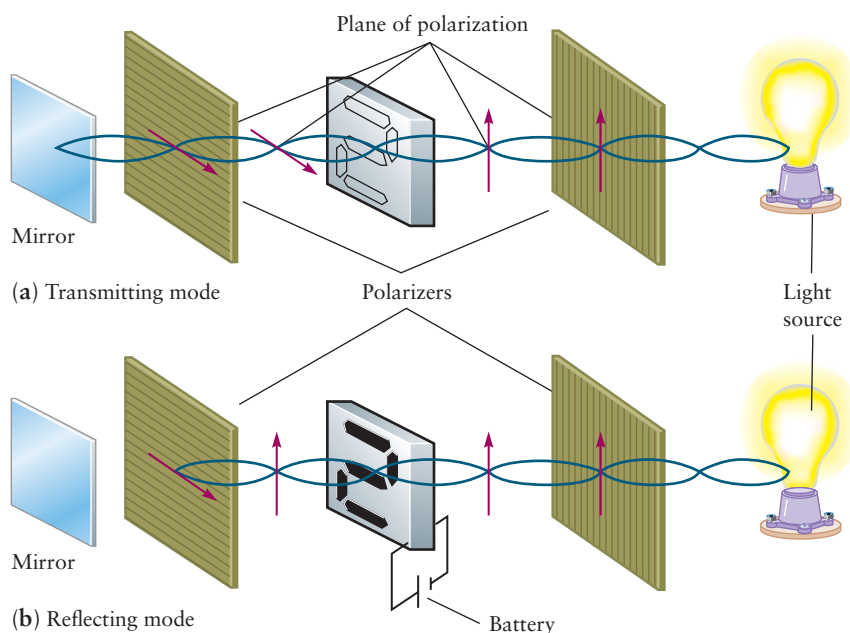 Plane of polarization
Mirror
(a) Transmitting mode
Polarizers
Light
source
Mirror
(b) Reflecting mode
Battery